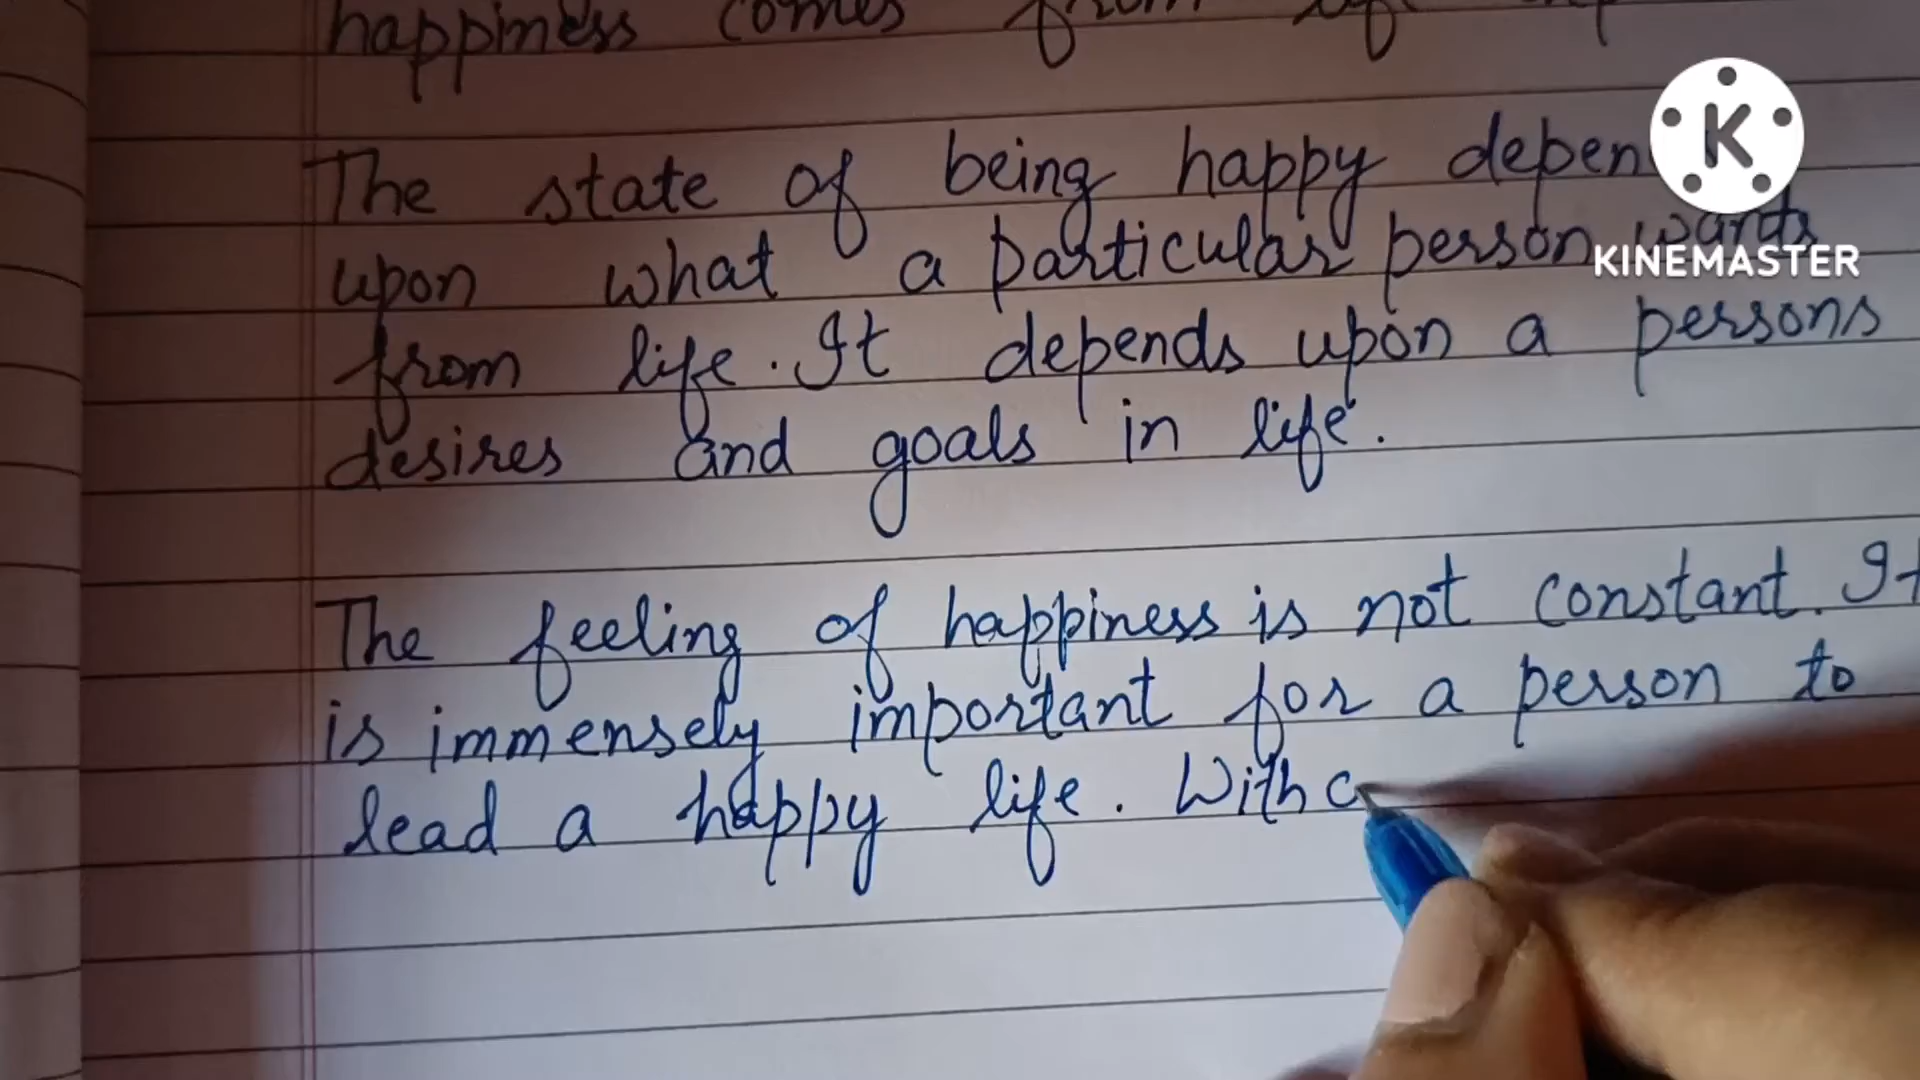 happiness comes from
The state of being happy depen
upon what a particular person wants
from life. It depends upon a persons
desires and goals in life.
The feeling of happiness is not constant. It
is immensely important for a person to
lead a happy life. With
K
KINEMASTER